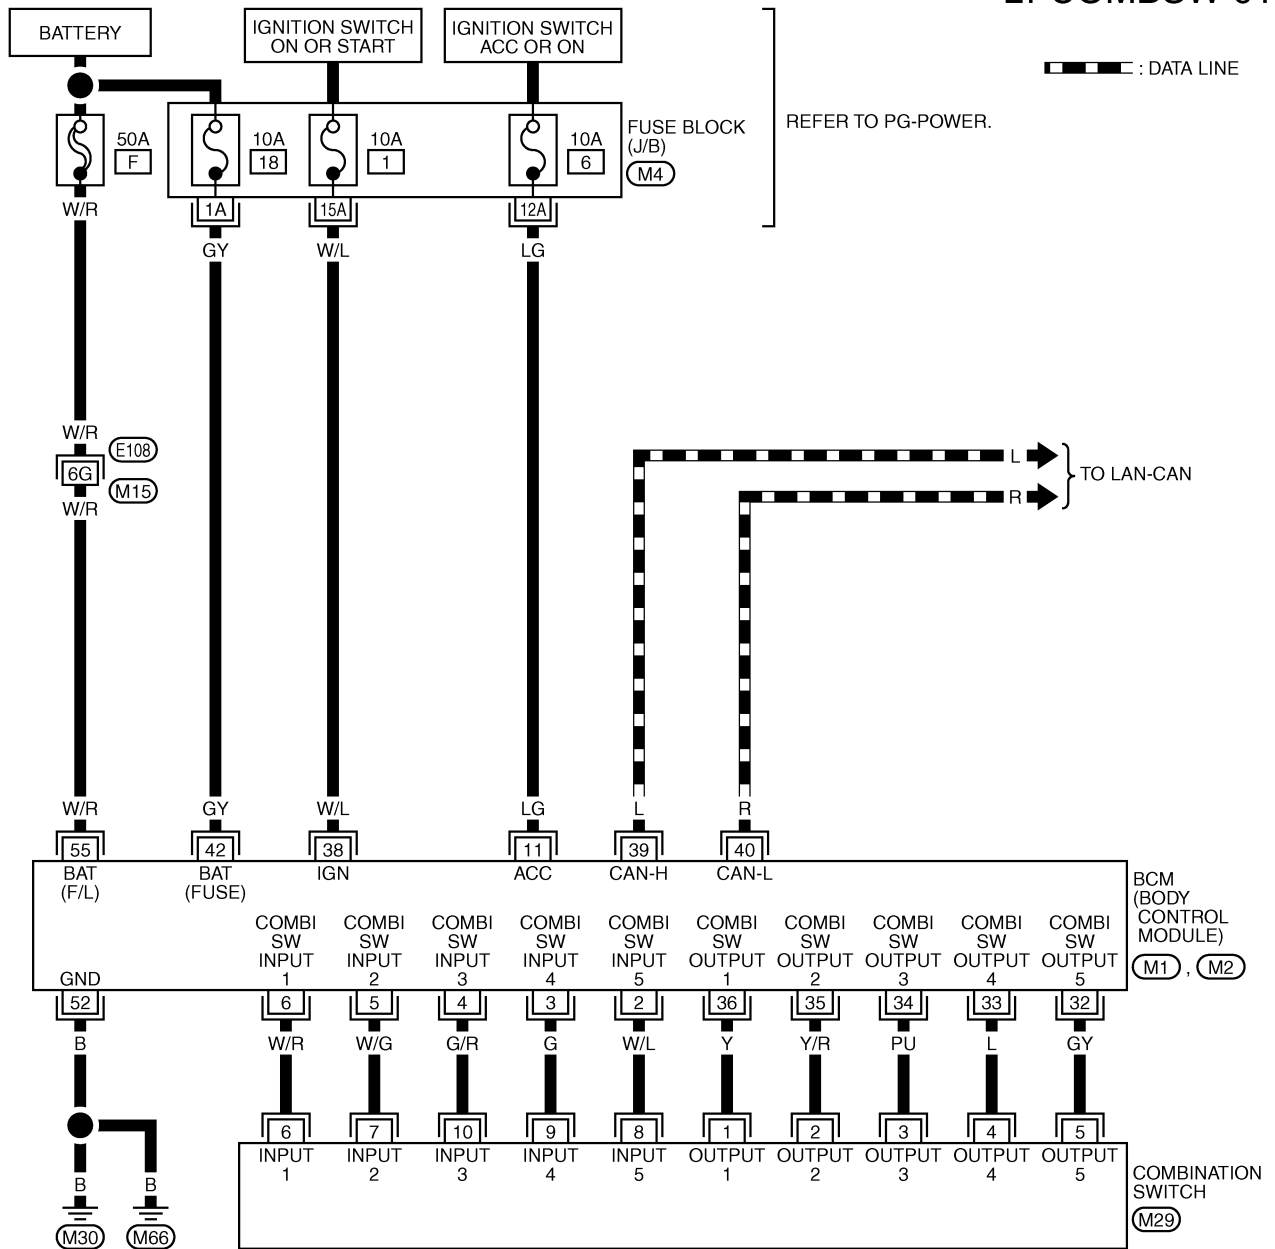 BATTERY
IGNITION SWITCH
ON OR START
IGNITION SWITCH
ACC OR ON
: DATA LINE
50A
F
10A
18
10A
1
10A
6
FUSE BLOCK
(J/B)
M4
REFER TO PG-POWER.
W/R
1A
15A
12A
GY
W/L
LG
W/R
E108
6G
M15
W/R
L
R
TO LAN-CAN
W/R
GY
W/L
LG
L
R
55
42
38
11
39
40
BAT
(F/L)
BAT
(FUSE)
IGN
ACC
CAN-H
CAN-L
BCM
(BODY
CONTROL
MODULE)
M1 , M2
COMBI
SW
INPUT
1
COMBI
SW
INPUT
2
COMBI
SW
INPUT
3
COMBI
SW
INPUT
4
COMBI
SW
INPUT
5
COMBI
SW
OUTPUT
1
COMBI
SW
OUTPUT
2
COMBI
SW
OUTPUT
3
COMBI
SW
OUTPUT
4
COMBI
SW
OUTPUT
5
GND
52
6
5
4
3
2
36
35
34
33
32
B
W/R
W/G
G/R
G
W/L
Y
Y/R
PU
L
GY
6
7
10
9
8
1
2
3
4
5
INPUT
1
INPUT
2
INPUT
3
INPUT
4
INPUT
5
OUTPUT
1
OUTPUT
2
OUTPUT
3
OUTPUT
4
OUTPUT
5
COMBINATION
SWITCH
M29
B
B
M30
M66